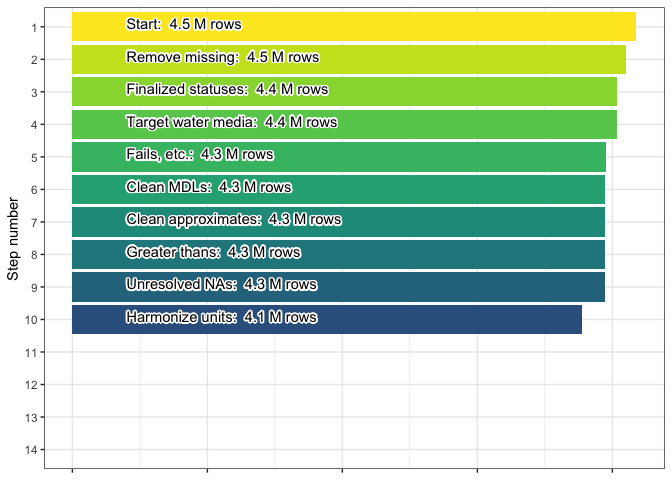 1 Start:  4.5 M rows
2 Remove missing:  4.5 M rows
3 Finalized statuses:  4.4 M rows
4 Target water media:  4.4 M rows
5 Fails, etc.:  4.3 M rows
6 Clean MDLs:  4.3 M rows
7 Clean approximates:  4.3 M rows
8 Greater thans:  4.3 M rows
9 Unresolved NAs:  4.3 M rows
10 Harmonize units:  4.1 M rows
11
12
13
14
Step number